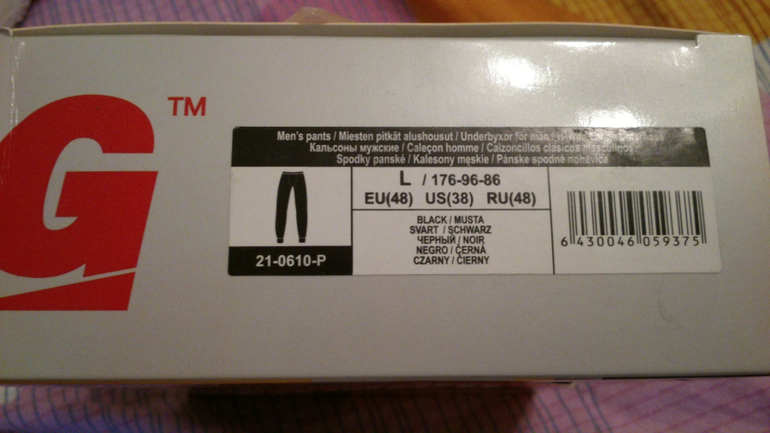 G™
Men's pants / Miesten pitkät alushousut / Underbyxor för män /
Кальсоны мужские / Caleçon homme / Calzoncillos clasicos masculinos
Spodky panské / Kalesony męskie / Pánske spodné nohavice
L / 176-96-86
EU(48) US(38) RU(48)
BLACK / MUSTA
SVART / SCHWARZ
ЧЕРНЫЙ / NOIR
NEGRO / ČERNÁ
CZARNY / ČIERNY
21-0610-P
6 430046 059375